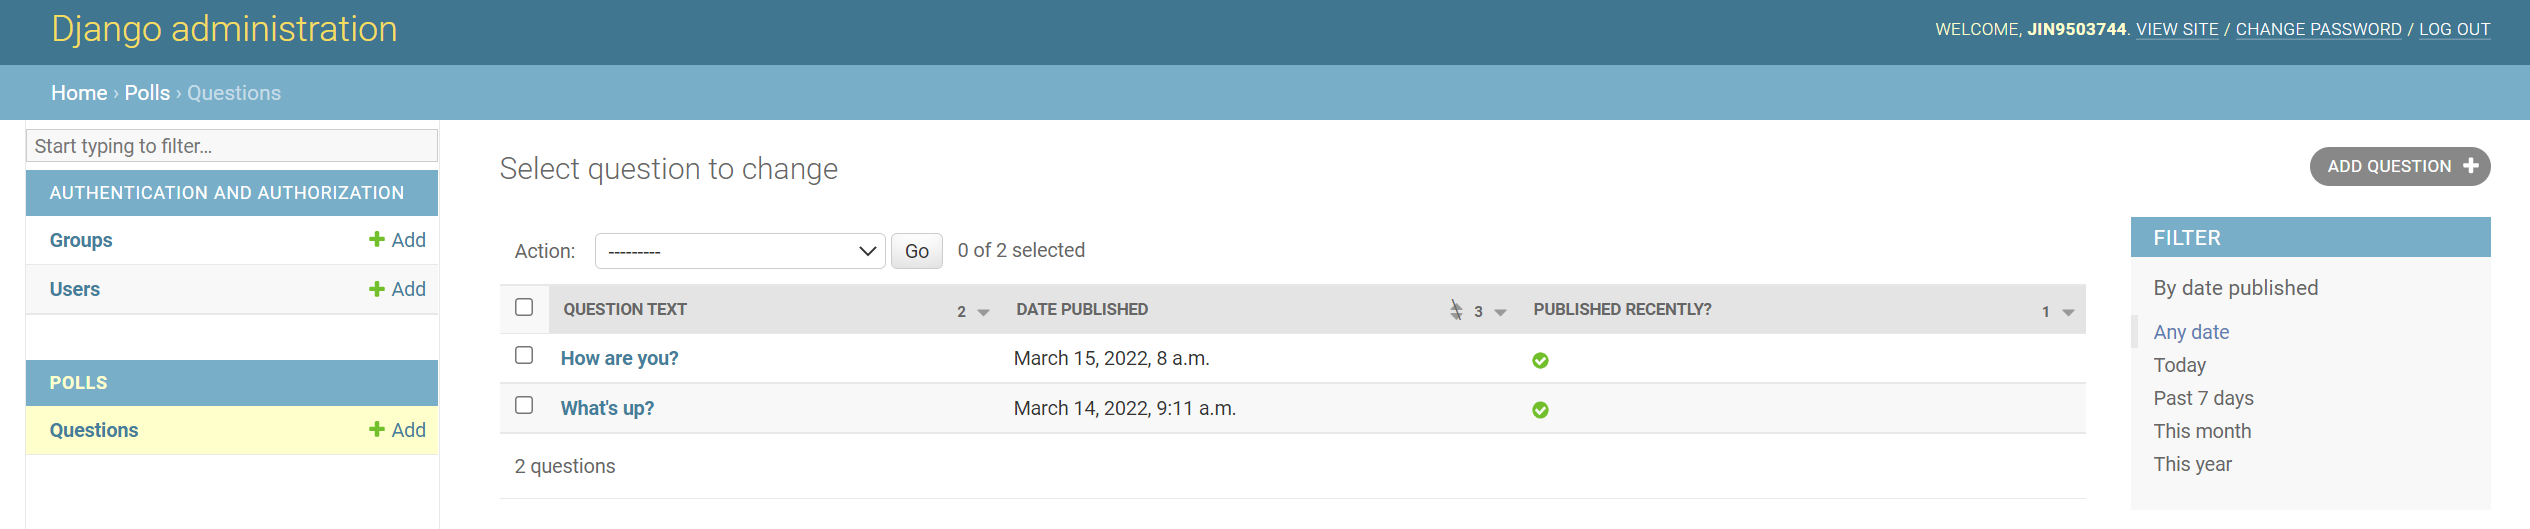 Django administration
WELCOME, JIN9503744. VIEW SITE / CHANGE PASSWORD / LOG OUT
Home › Polls › Questions
Start typing to filter...
AUTHENTICATION AND AUTHORIZATION
Groups + Add
Users + Add
POLLS
Questions + Add
Select question to change
ADD QUESTION +
Action: --------- Go 0 of 2 selected
QUESTION TEXT 2 DATE PUBLISHED 3 PUBLISHED RECENTLY? 1
How are you? March 15, 2022, 8 a.m.
What's up? March 14, 2022, 9:11 a.m.
2 questions
FILTER
By date published
Any date
Today
Past 7 days
This month
This year